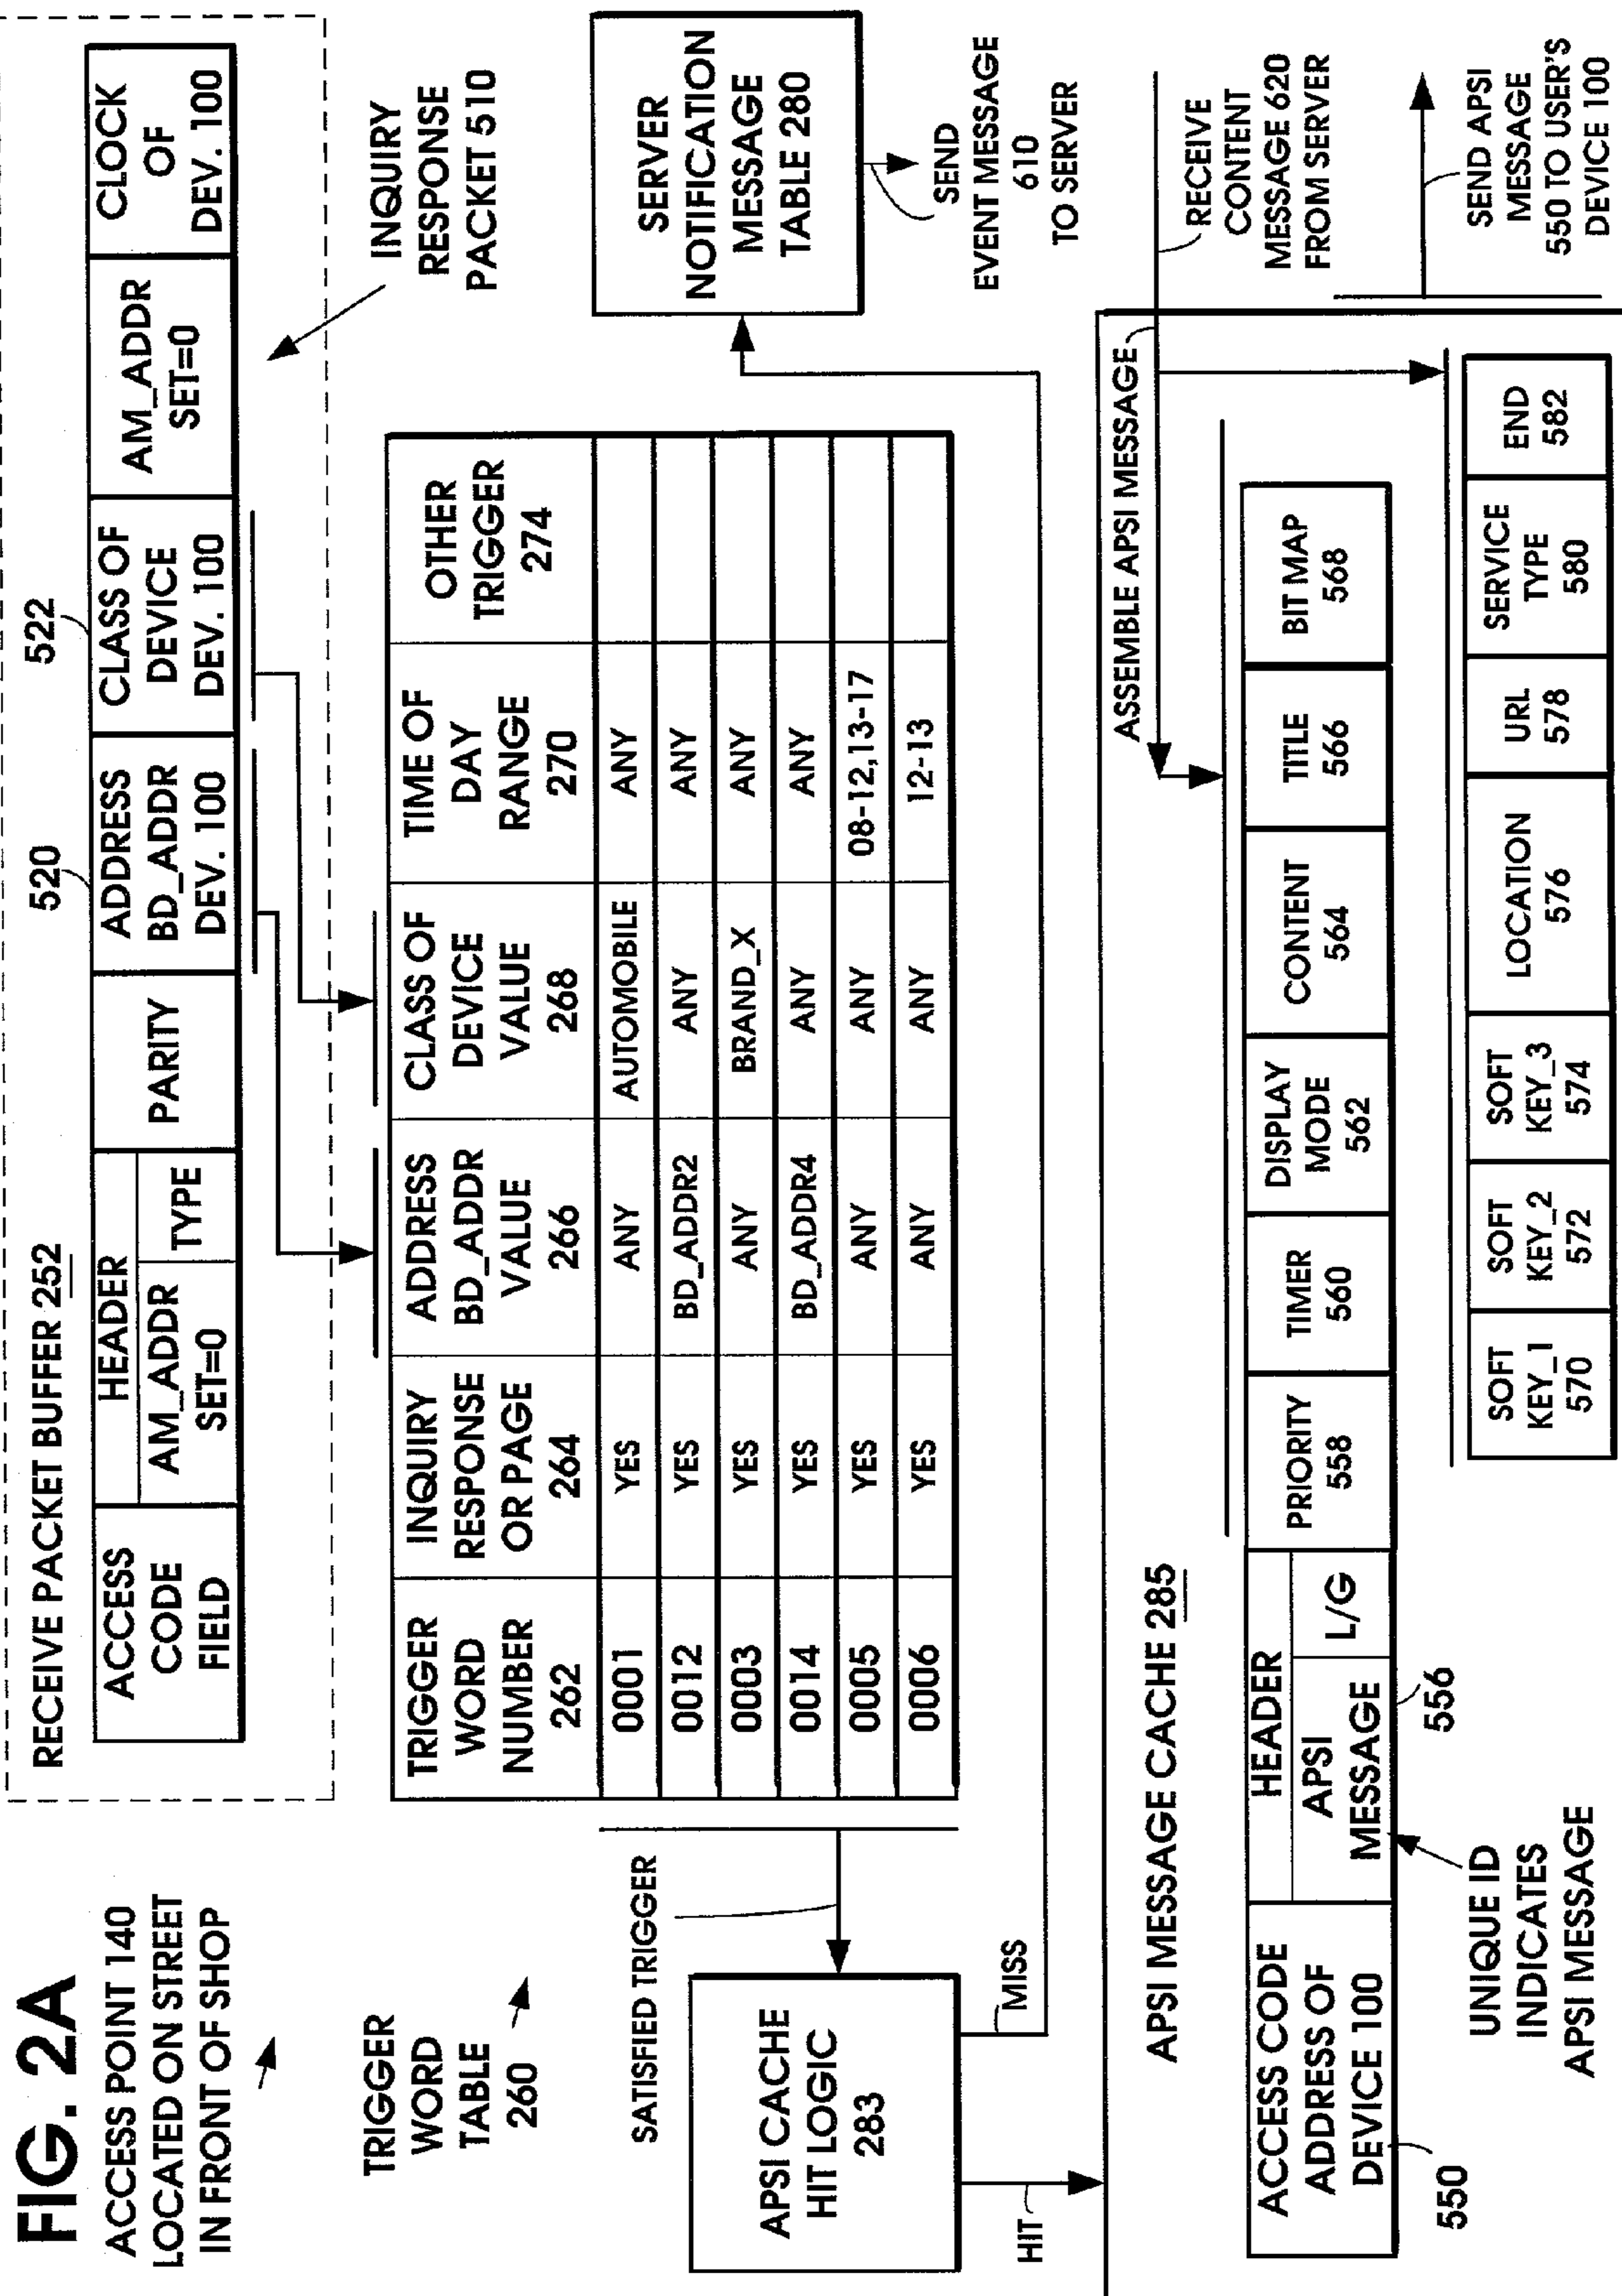 FIG. 2A
ACCESS POINT 140
LOCATED ON STREET
IN FRONT OF SHOP
RECEIVE PACKET BUFFER 252
ACCESS
CODE
FIELD
HEADER
AM_ADDR
SET=0
TYPE
PARITY
520
ADDRESS
BD_ADDR
DEV. 100
522
CLASS OF
DEVICE
DEV. 100
AM_ADDR
SET=0
CLOCK
OF
DEV. 100
INQUIRY
RESPONSE
PACKET 510
TRIGGER
WORD
TABLE
260
TRIGGER
WORD
NUMBER
262
INQUIRY
RESPONSE
OR PAGE
264
ADDRESS
BD_ADDR
VALUE
266
CLASS OF
DEVICE
VALUE
268
TIME OF
DAY
RANGE
270
OTHER
TRIGGER
274
0001 YES ANY AUTOMOBILE ANY
0012 YES BD_ADDR2 ANY ANY
0003 YES ANY BRAND_X ANY
0014 YES BD_ADDR4 ANY ANY
0005 YES ANY ANY 08-12,13-17
0006 YES ANY ANY 12-13
SATISFIED TRIGGER
APSI CACHE
HIT LOGIC
283
MISS
HIT
SERVER
NOTIFICATION
MESSAGE
TABLE 280
SEND
EVENT MESSAGE
610
TO SERVER
RECEIVE
CONTENT
MESSAGE 620
FROM SERVER
ASSEMBLE APSI MESSAGE
APSI MESSAGE CACHE 285
ACCESS CODE
ADDRESS OF
DEVICE 100
550
HEADER
APSI
MESSAGE
L/G
556
UNIQUE ID
INDICATES
APSI MESSAGE
PRIORITY
558
TIMER
560
DISPLAY
MODE
562
CONTENT
564
TITLE
566
BIT MAP
568
SOFT
KEY_1
570
SOFT
KEY_2
572
SOFT
KEY_3
574
LOCATION
576
URL
578
SERVICE
TYPE
580
END
582
SEND APSI
MESSAGE
550 TO USER'S
DEVICE 100